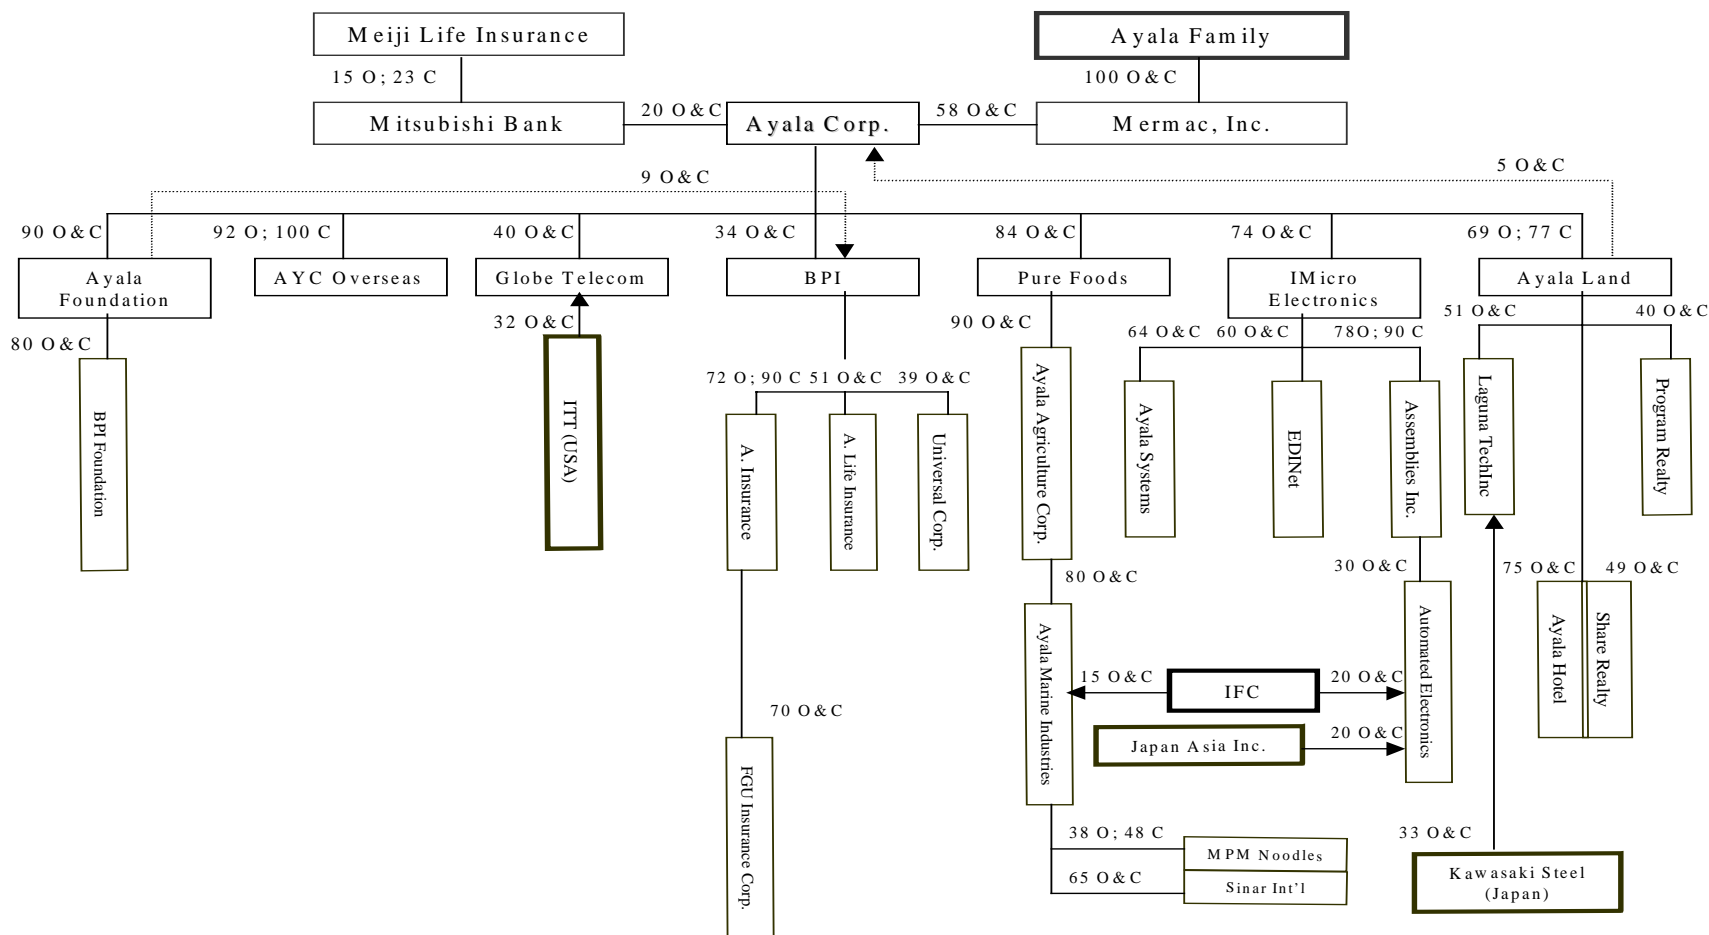 Meiji Life Insurance
Ayala Family
15 O; 23 C
100 O&C
Mitsubishi Bank
20 O&C
Ayala Corp.
58 O&C
Mermac, Inc.
9 O&C
5 O&C
90 O&C
92 O; 100 C
40 O&C
34 O&C
84 O&C
74 O&C
69 O; 77 C
Ayala
Foundation
AYC Overseas
Globe Telecom
BPI
Pure Foods
IMicro
Electronics
Ayala Land
80 O&C
32 O&C
90 O&C
64 O&C
60 O&C
78O; 90 C
51 O&C
40 O&C
72 O; 90 C
51 O&C
39 O&C
BPI Foundation
ITT (USA)
A. Insurance
A. Life Insurance
Universal Corp.
Ayala Agriculture Corp.
Ayala Systems
EDINet
Assemblies Inc.
Laguna TechInc
Program Realty
80 O&C
30 O&C
75 O&C
49 O&C
Ayala Marine Industries
Automated Electronics
Ayala Hotel
Share Realty
15 O&C
IFC
20 O&C
Japan Asia Inc.
20 O&C
70 O&C
FGU Insurance Corp.
38 O; 48 C
MPM Noodles
65 O&C
Sinar Int'l
33 O&C
Kawasaki Steel
(Japan)